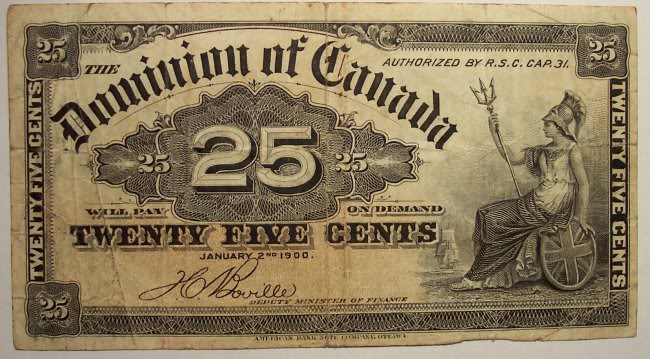 25
25
THE
Dominion of Canada
AUTHORIZED BY R.S.C. CAP. 31.
TWENTY FIVE CENTS
25
25
25
TWENTY FIVE CENTS
WILL PAY ON DEMAND
TWENTY FIVE CENTS
JANUARY 2ND 1900.
J C Boville
DEPUTY MINISTER OF FINANCE
25
25
AMERICAN BANK NOTE COMPANY, OTTAWA